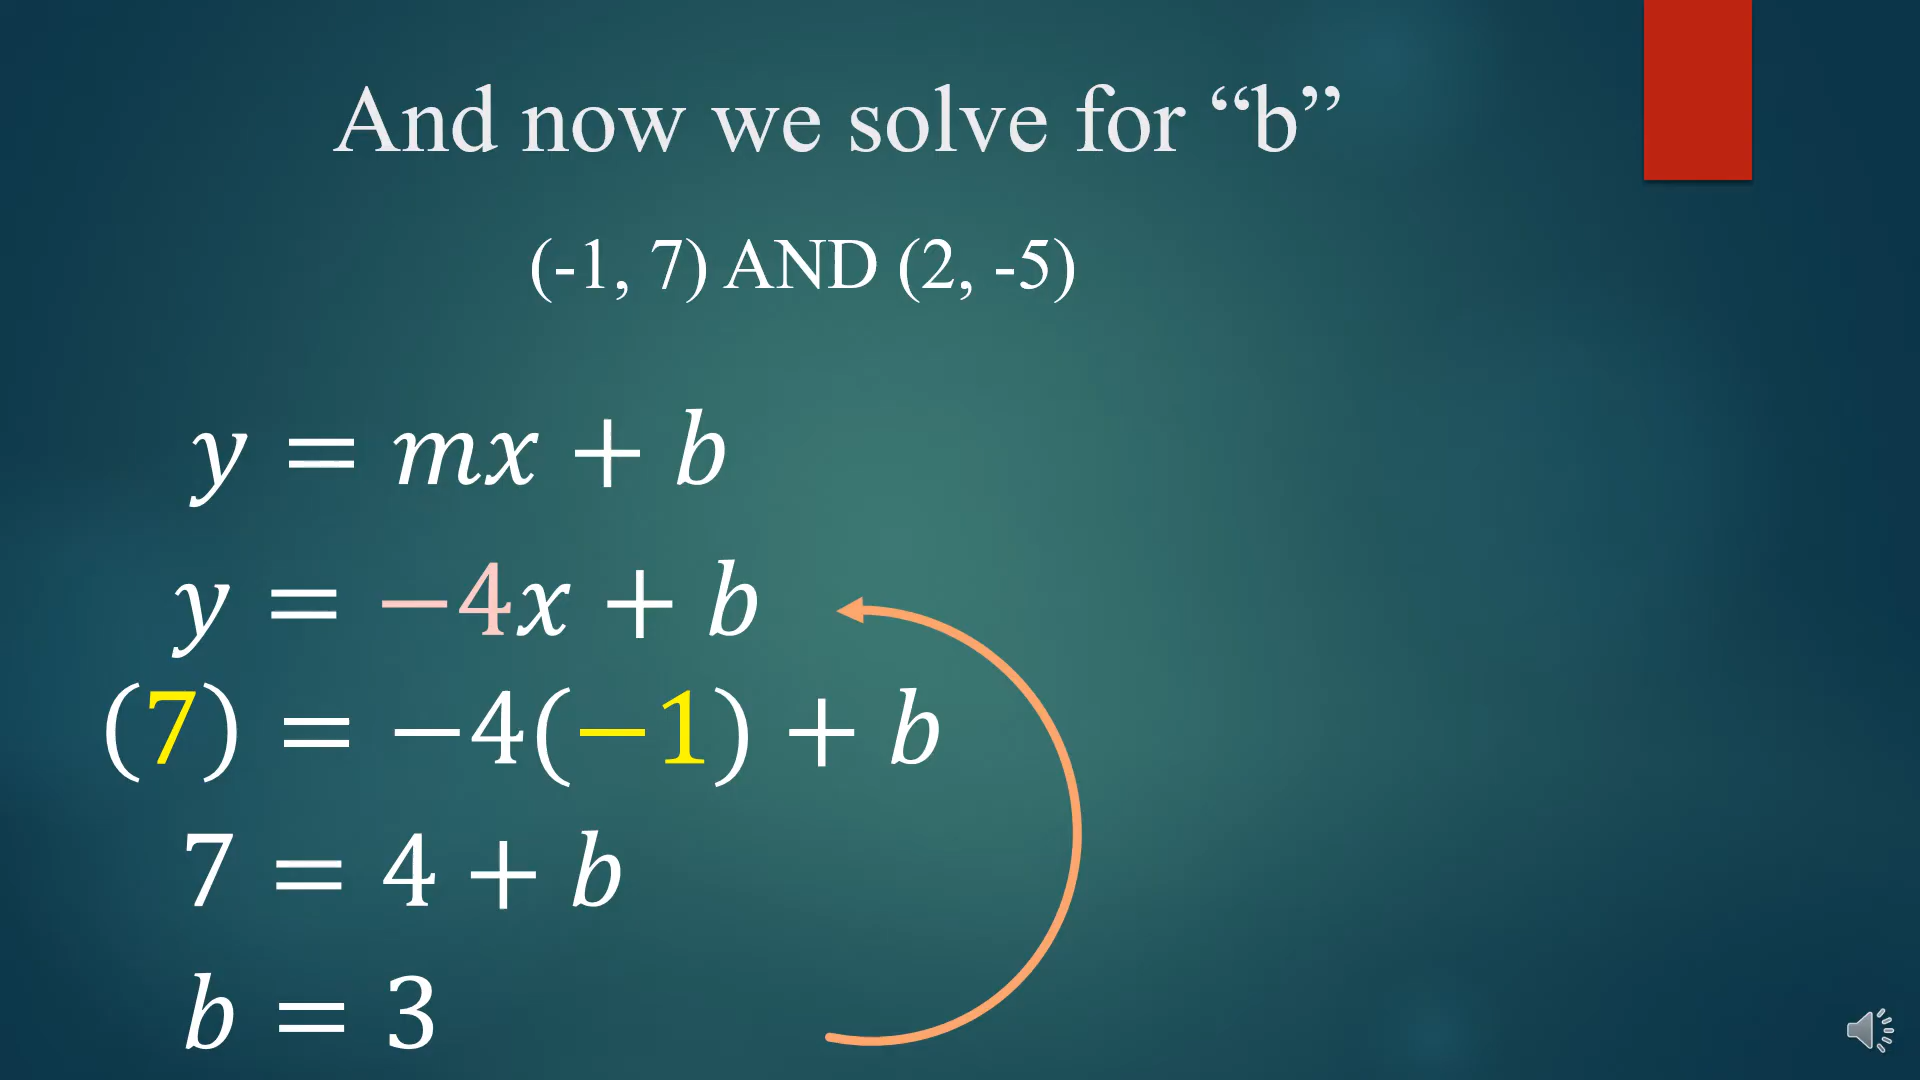 And now we solve for “b”
(-1, 7) AND (2, -5)
y = mx + b
y = −4x + b
(7) = −4(−1) + b
7 = 4 + b
b = 3